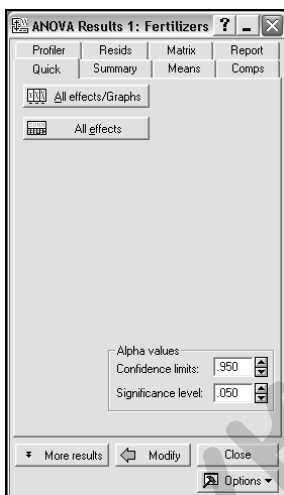 ANOVA Results 1: Fertilizers ? _ X
Profiler Resids Matrix Report
Quick Summary Means Comps
All effects/Graphs
All effects
Alpha values
Confidence limits: .950
Significance level: .050
More results Modify Close
Options